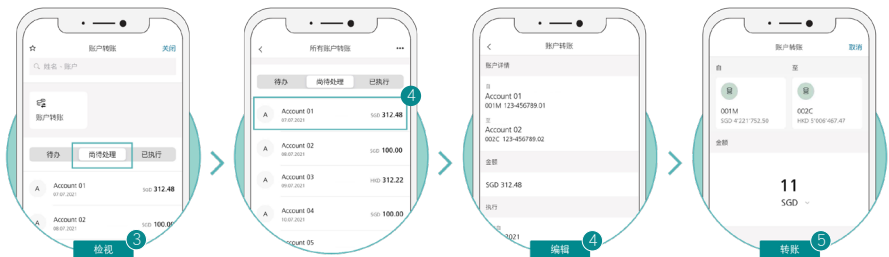 账户转账
关闭
姓名、账户
账户转账
待办
尚待处理
已执行
A
Account 01
07.07.2021
SGD 312.48
A
Account 02
08.07.2021
SGD 100.00
检视
3
所有账户转账
待办
尚待处理
已执行
4
A
Account 01
07.07.2021
SGD 312.48
A
Account 02
08.07.2021
SGD 100.00
A
Account 03
09.07.2021
HKD 312.22
A
Account 04
10.07.2021
SGD 100.00
Account 05
账户转账
账户详情
自
Account 01
001M 123-456789.01
至
Account 02
002C 123-456789.02
金额
SGD 312.48
执行
2021
编辑
4
账户转账
取消
自
至
001M
SGD 4'221'752.50
002C
HKD 5'006'467.47
金额
11
SGD
转账
5